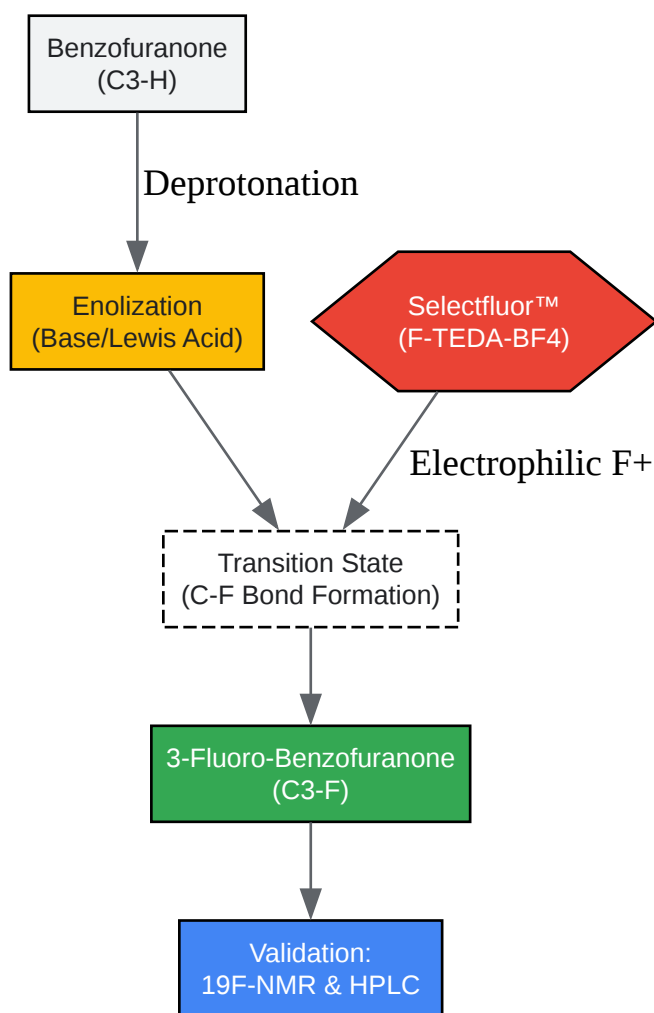 Benzofuranone
(C3-H)
Deprotonation
Enolization
(Base/Lewis Acid)
Selectfluor™
(F-TEDA-BF4)
Electrophilic F+
Transition State
(C-F Bond Formation)
3-Fluoro-Benzofuranone
(C3-F)
Validation:
19F-NMR & HPLC